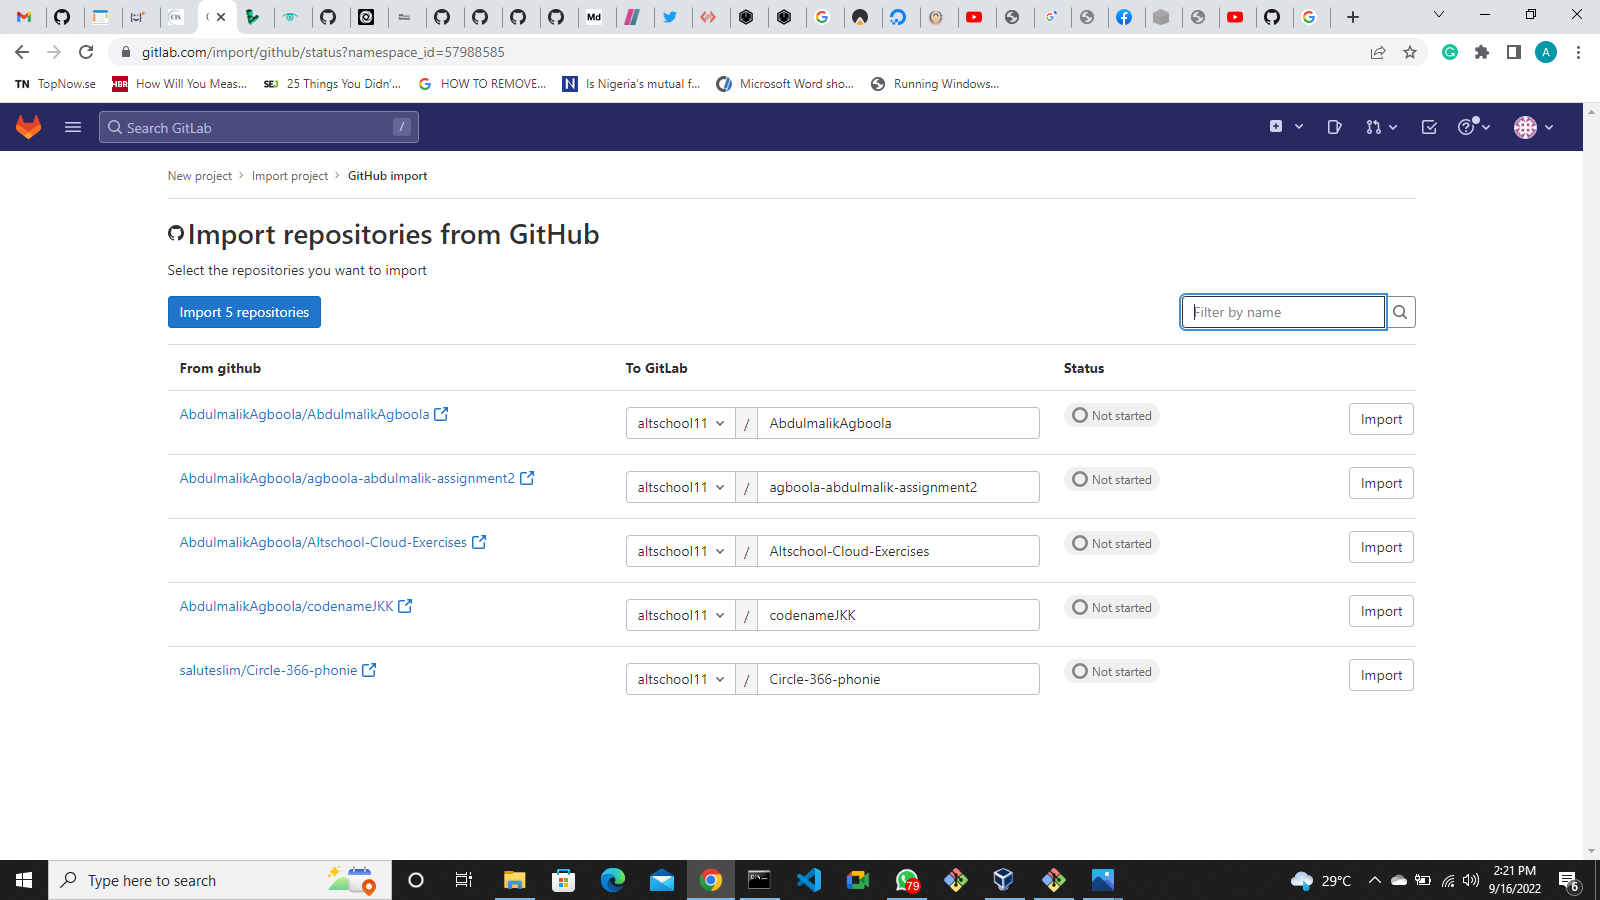 gitlab.com/import/github/status?namespace_id=57988585
A
TN TopNow.se HBR How Will You Meas... SEJ 25 Things You Didn'... HOW TO REMOVE... N Is Nigeria's mutual f... Microsoft Word sho... Running Windows...
Search GitLab /
New project > Import project > GitHub import
Import repositories from GitHub
Select the repositories you want to import
Import 5 repositories Filter by name
From github To GitLab Status
AbdulmalikAgboola/AbdulmalikAgboola altschool11 / AbdulmalikAgboola Not started Import
AbdulmalikAgboola/agboola-abdulmalik-assignment2 altschool11 / agboola-abdulmalik-assignment2 Not started Import
AbdulmalikAgboola/Altschool-Cloud-Exercises altschool11 / Altschool-Cloud-Exercises Not started Import
AbdulmalikAgboola/codenameJKK altschool11 / codenameJKK Not started Import
saluteslim/Circle-366-phonie altschool11 / Circle-366-phonie Not started Import
Type here to search 79 29°C 2:21 PM
9/16/2022 6